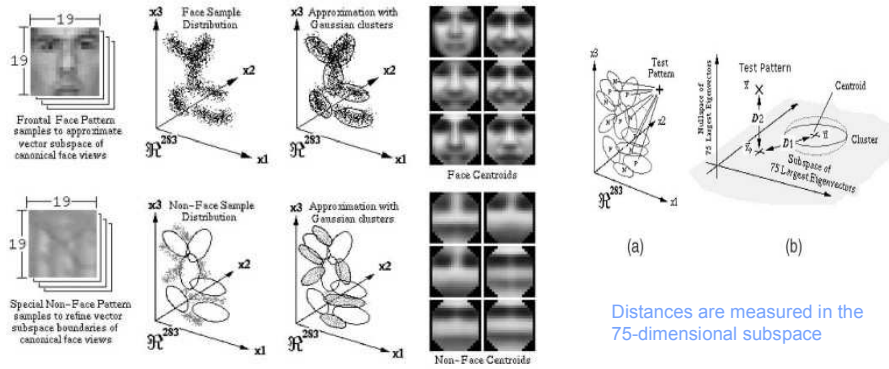 19
19
Frontal Face Pattern
samples to approximate
vector subspace of
canonical face views
x3
Face Sample
Distribution
x2
ℜ²⁸³
x1
x3
Approximation with
Gaussian clusters
x2
ℜ²⁸³
x1
Face Centroids
19
19
Special Non-Face Pattern
samples to refine vector
subspace boundaries of
canonical face views
x3
Non-Face Sample
Distribution
x2
ℜ²⁸³
x1
x3
Approximation with
Gaussian clusters
x2
ℜ²⁸³
x1
Non-Face Centroids
x3
Test
Pattern
x2
ℜ²⁸³
x1
(a)
Nullspace of
75 Largest Eigenvectors
Test Pattern
Centroid
D2
D1
Cluster
Subspace of
75 Largest Eigenvectors
(b)
Distances are measured in the
75-dimensional subspace